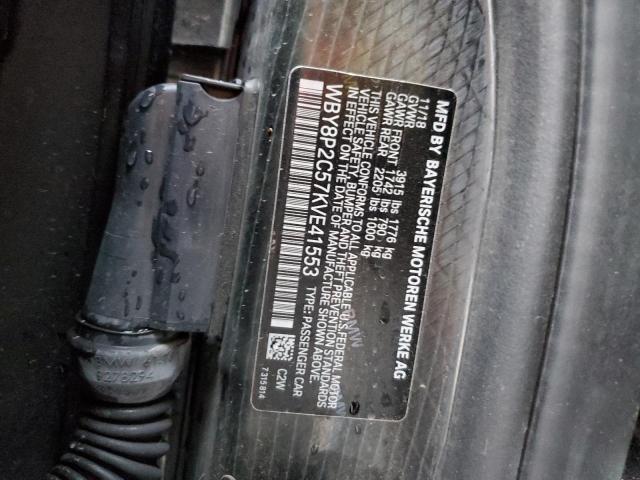 MFD BY BAYERISCHE MOTOREN WERKE AG
11/18
GVWR 3915 lbs 1776 kg
GAWR FRONT 1742 lbs 790 kg
GAWR REAR 2205 lbs 1000 kg
THIS VEHICLE CONFORMS TO ALL APPLICABLE U.S. FEDERAL MOTOR
VEHICLE SAFETY, BUMPER AND THEFT PREVENTION STANDARDS
IN EFFECT ON THE DATE OF MANUFACTURE SHOWN ABOVE.
WBY8P2C57KVE41553 TYPE: PASSENGER CAR
C2W
7315814
BMW
BMW